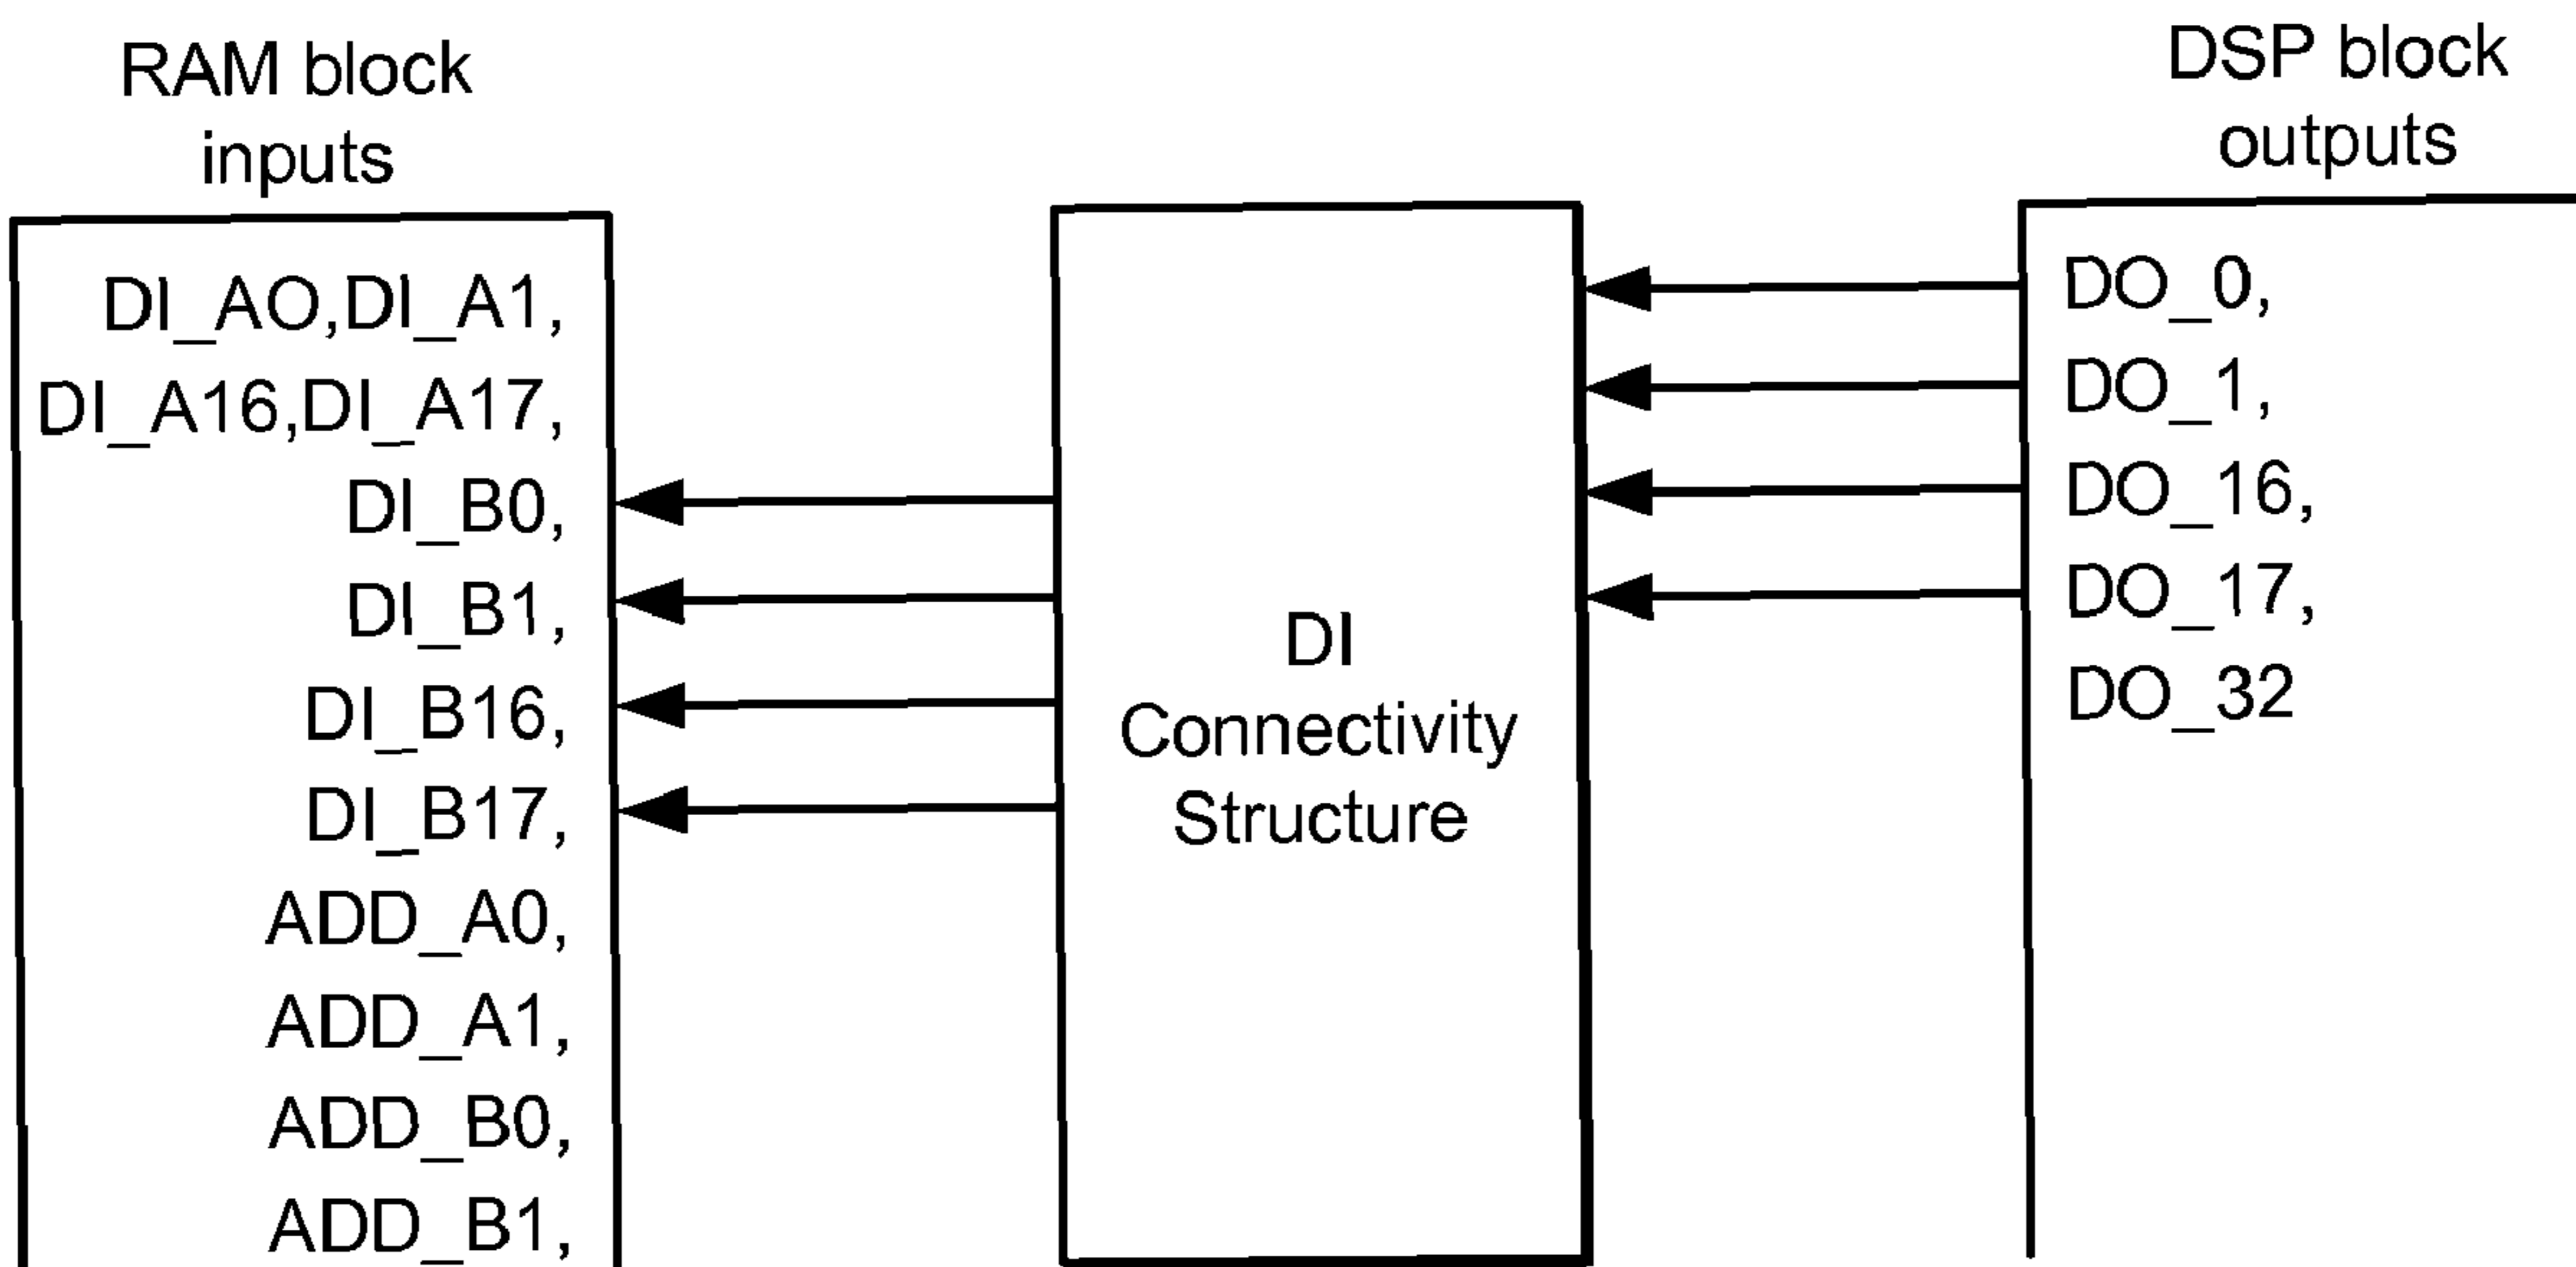 RAM block
inputs
DI_AO,DI_A1,
DI_A16,DI_A17,
DI_B0,
DI_B1,
DI_B16,
DI_B17,
ADD_A0,
ADD_A1,
ADD_B0,
ADD_B1,
DI
Connectivity
Structure
DSP block
outputs
DO_0,
DO_1,
DO_16,
DO_17,
DO_32